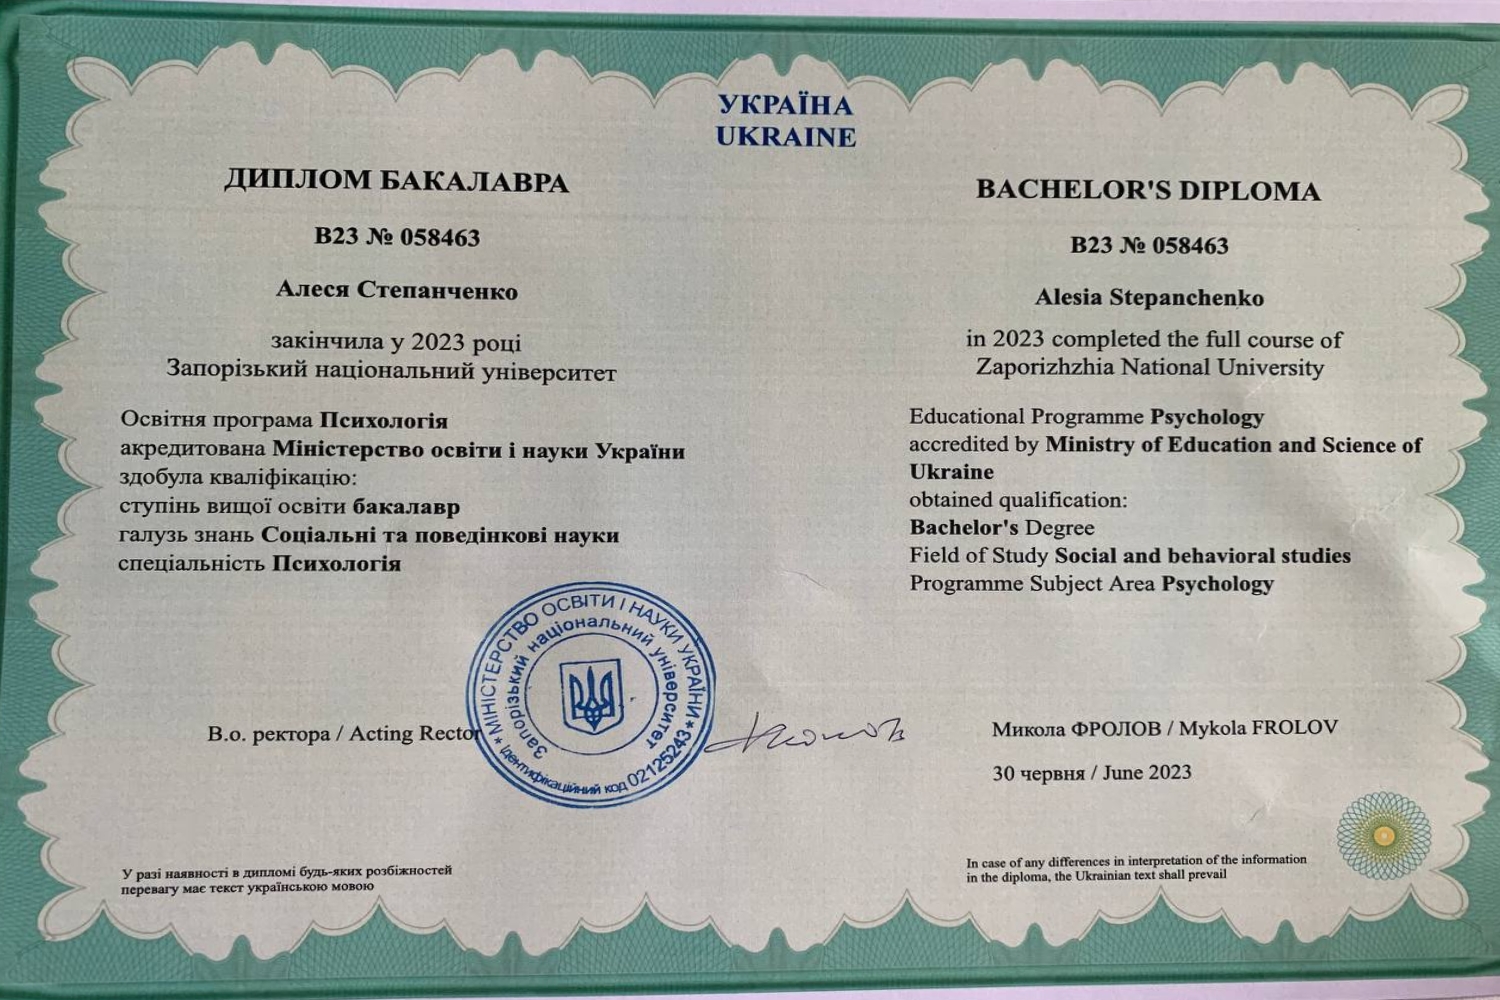 УКРАЇНА
UKRAINE
ДИПЛОМ БАКАЛАВРА
B23 № 058463
Алеся Степанченко
закінчила у 2023 році
Запорізький національний університет
Освітня програма Психологія
акредитована Міністерство освіти і науки України
здобула кваліфікацію:
ступінь вищої освіти бакалавр
галузь знань Соціальні та поведінкові науки
спеціальність Психологія
BACHELOR'S DIPLOMA
B23 № 058463
Alesia Stepanchenko
in 2023 completed the full course of
Zaporizhzhia National University
Educational Programme Psychology
accredited by Ministry of Education and Science of
Ukraine
obtained qualification:
Bachelor's Degree
Field of Study Social and behavioral studies
Programme Subject Area Psychology
МІНІСТЕРСТВО ОСВІТИ І НАУКИ УКРАЇНИ
Запорізький національний університет
* Ідентифікаційний код 02125243 *
В.о. ректора / Acting Rector
Микола ФРОЛОВ / Mykola FROLOV
30 червня / June 2023
У разі наявності в дипломі будь-яких розбіжностей
перевагу має текст українською мовою
In case of any differences in interpretation of the information
in the diploma, the Ukrainian text shall prevail